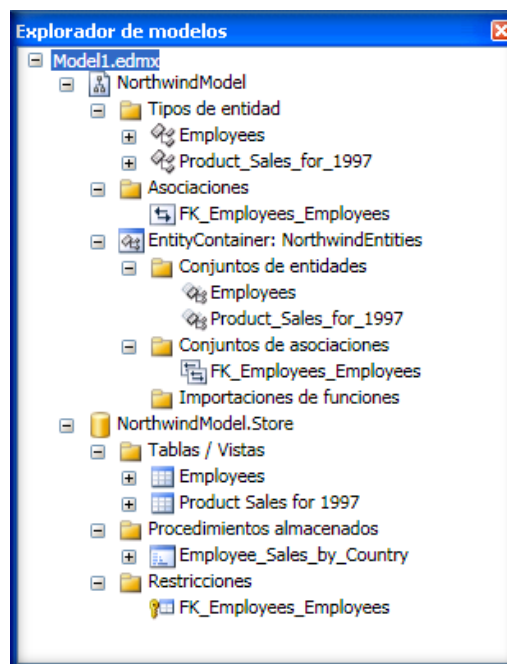 Explorador de modelos
Model1.edmx
NorthwindModel
Tipos de entidad
Employees
Product_Sales_for_1997
Asociaciones
FK_Employees_Employees
EntityContainer: NorthwindEntities
Conjuntos de entidades
Employees
Product_Sales_for_1997
Conjuntos de asociaciones
FK_Employees_Employees
Importaciones de funciones
NorthwindModel.Store
Tablas / Vistas
Employees
Product Sales for 1997
Procedimientos almacenados
Employee_Sales_by_Country
Restricciones
FK_Employees_Employees